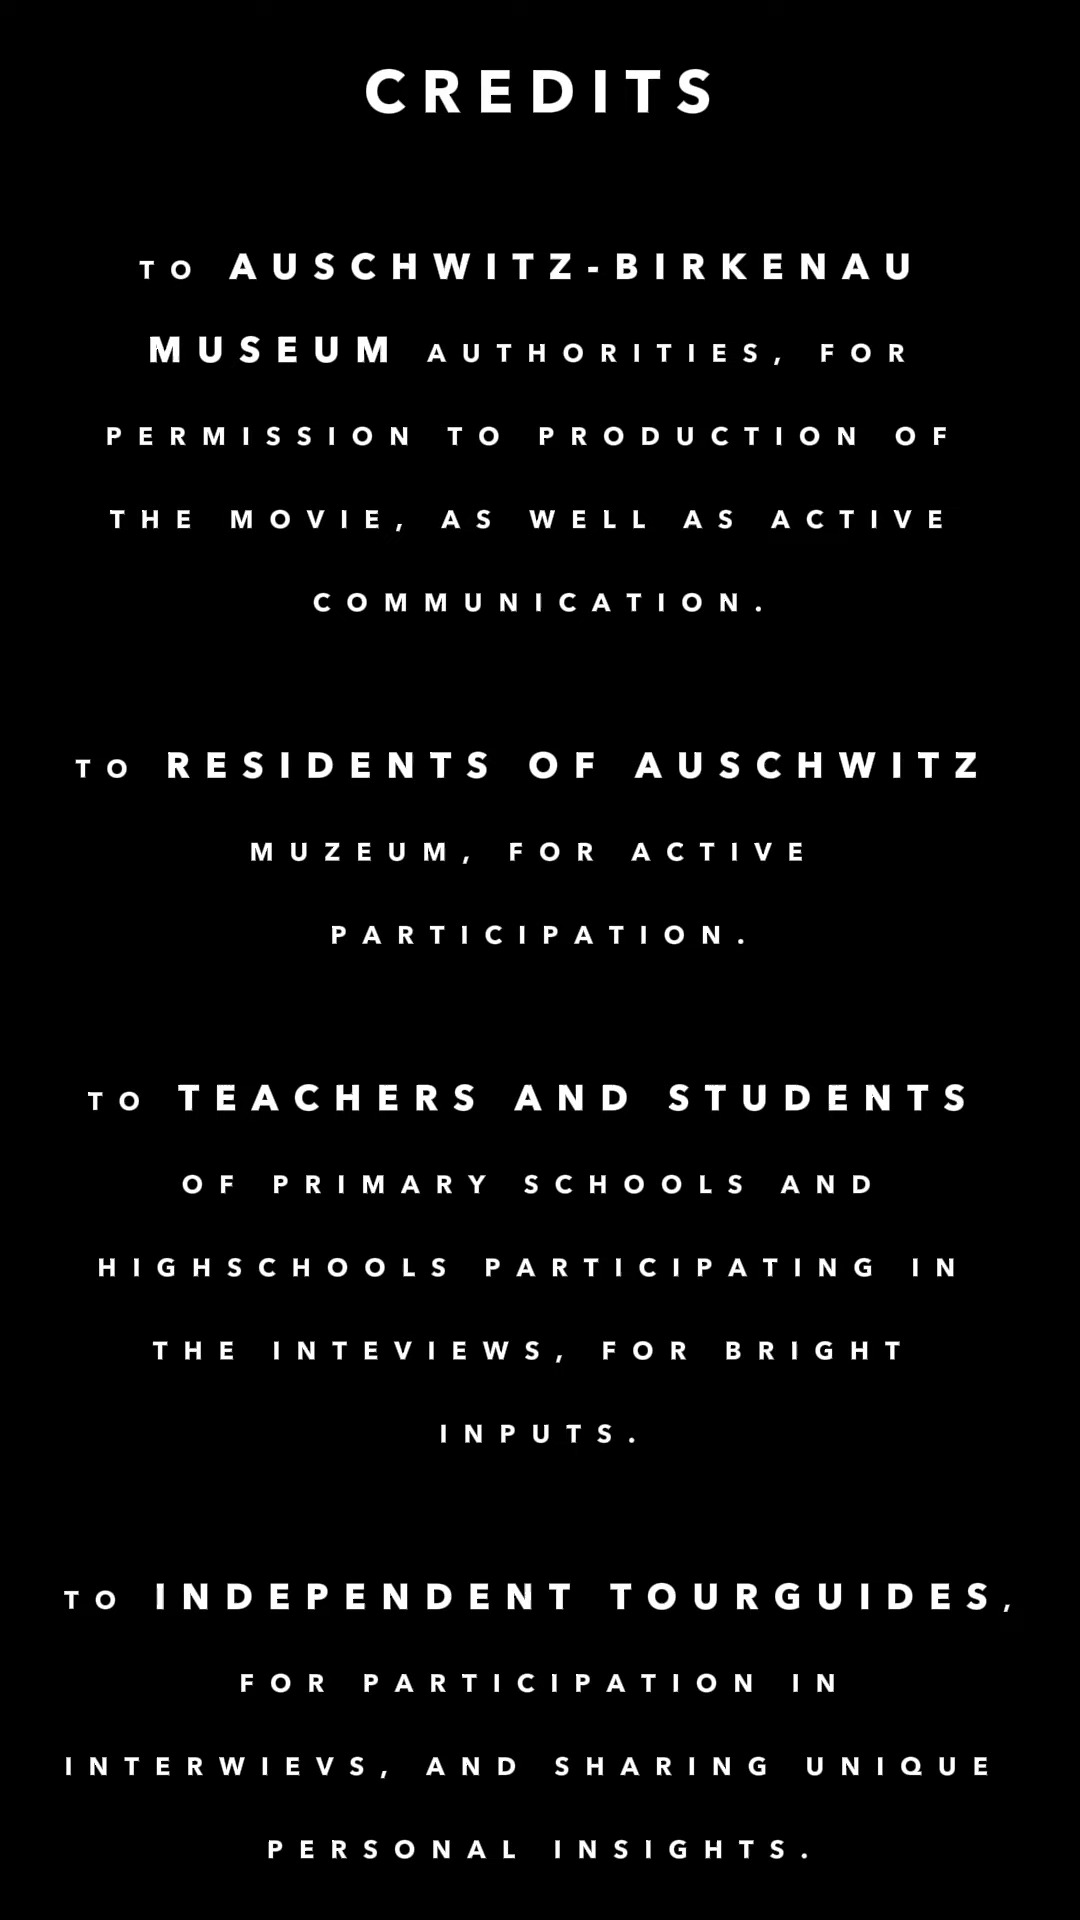 CREDITS
TO AUSCHWITZ-BIRKENAU
MUSEUM AUTHORITIES, FOR
PERMISSION TO PRODUCTION OF
THE MOVIE, AS WELL AS ACTIVE
COMMUNICATION.
TO RESIDENTS OF AUSCHWITZ
MUZEUM, FOR ACTIVE
PARTICIPATION.
TO TEACHERS AND STUDENTS
OF PRIMARY SCHOOLS AND
HIGHSCHOOLS PARTICIPATING IN
THE INTEVIEWS, FOR BRIGHT
INPUTS.
TO INDEPENDENT TOURGUIDES,
FOR PARTICIPATION IN
INTERWIEVS, AND SHARING UNIQUE
PERSONAL INSIGHTS.